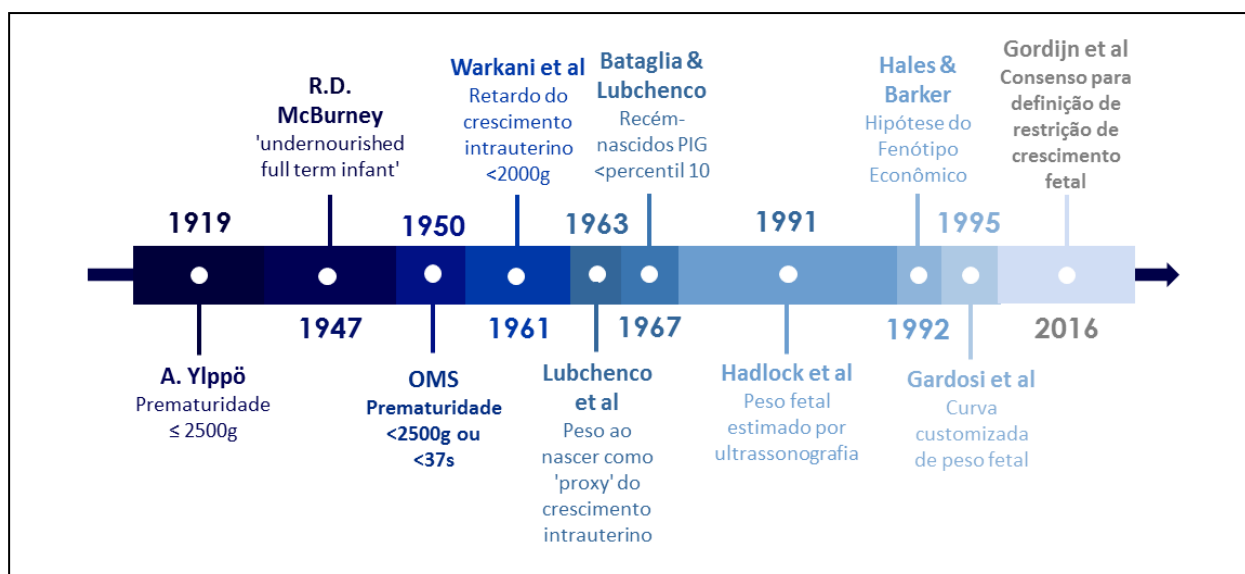 1919
A. Ylppö
Prematuridade
≤ 2500g
R.D.
McBurney
'undernourished
full term infant'
1947
1950
OMS
Prematuridade
<2500g ou
<37s
Warkani et al
Retardo do
crescimento
intrauterino
<2000g
1961
1963
Lubchenco
et al
Peso ao
nascer como
'proxy' do
crescimento
intrauterino
Bataglia &
Lubchenco
Recém-
nascidos PIG
<percentil 10
1967
1991
Hadlock et al
Peso fetal
estimado por
ultrassonografia
Hales &
Barker
Hipótese do
Fenótipo
Econômico
1992
1995
Gardosi et al
Curva
customizada
de peso fetal
Gordijn et al
Consenso para
definição de
restrição de
crescimento
fetal
2016